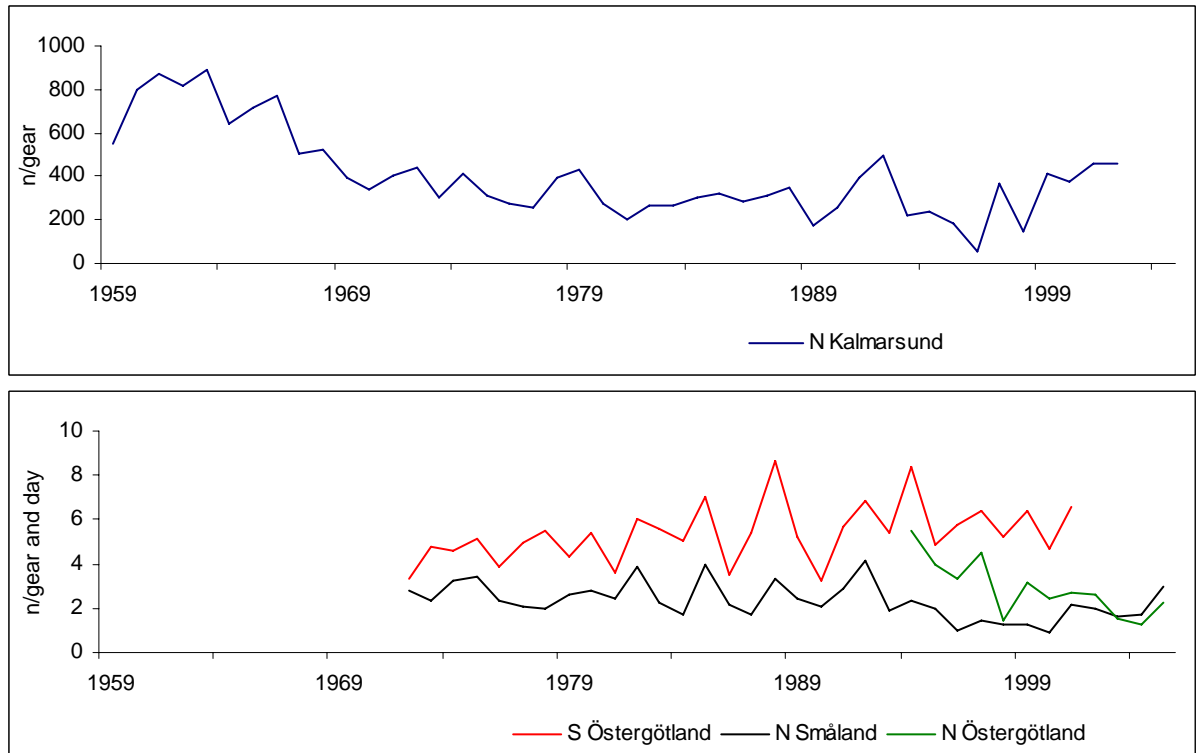 n/gear
1000
800
600
400
200
0
1959 1969 1979 1989 1999
N Kalmarsund
n/gear and day
10
8
6
4
2
0
1959 1969 1979 1989 1999
S Östergötland N Småland N Östergötland